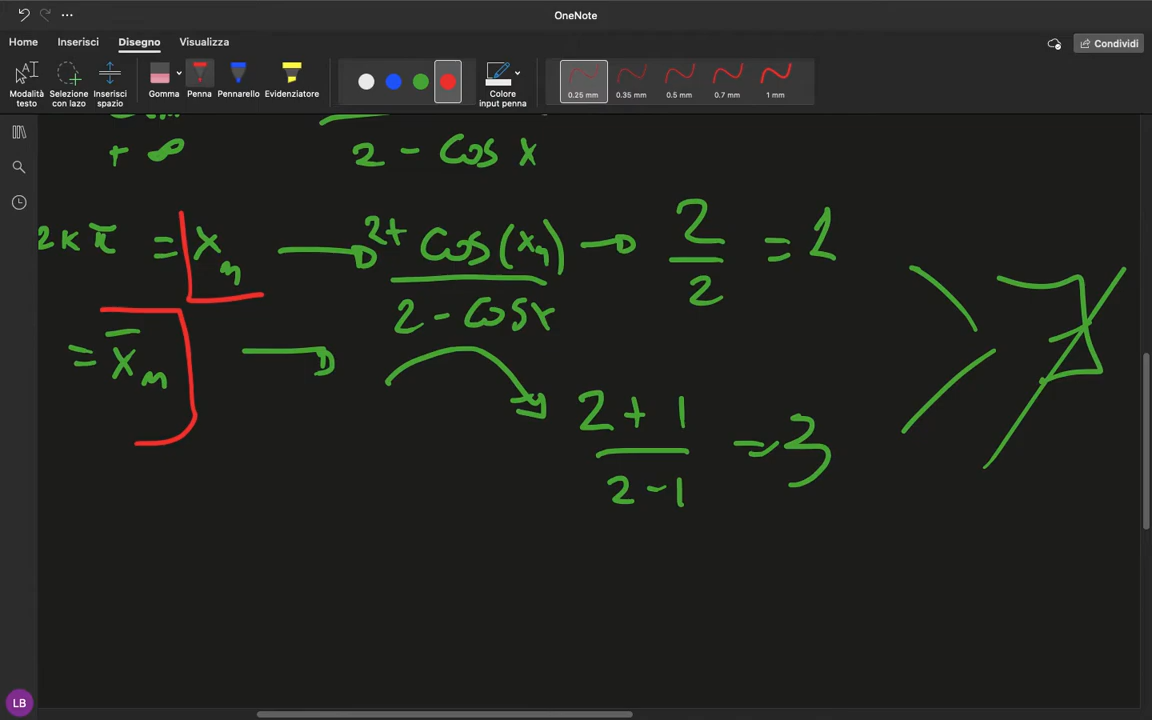 OneNote
Home Inserisci Disegno Visualizza
Condividi
Modalità testo
Selezione con lazo
Inserisci spazio
Gomma
Penna
Pennarello
Evidenziatore
Colore input penna
0.25 mm 0.35 mm 0.5 mm 0.7 mm 1 mm
+ ∞
2 - Cos x
2kπ = x_n → 2+ Cos(x_n) / 2 - Cosx → 2/2 = 1
= x̄_n →
2 + 1 / 2 - 1 = 3
∄
LB